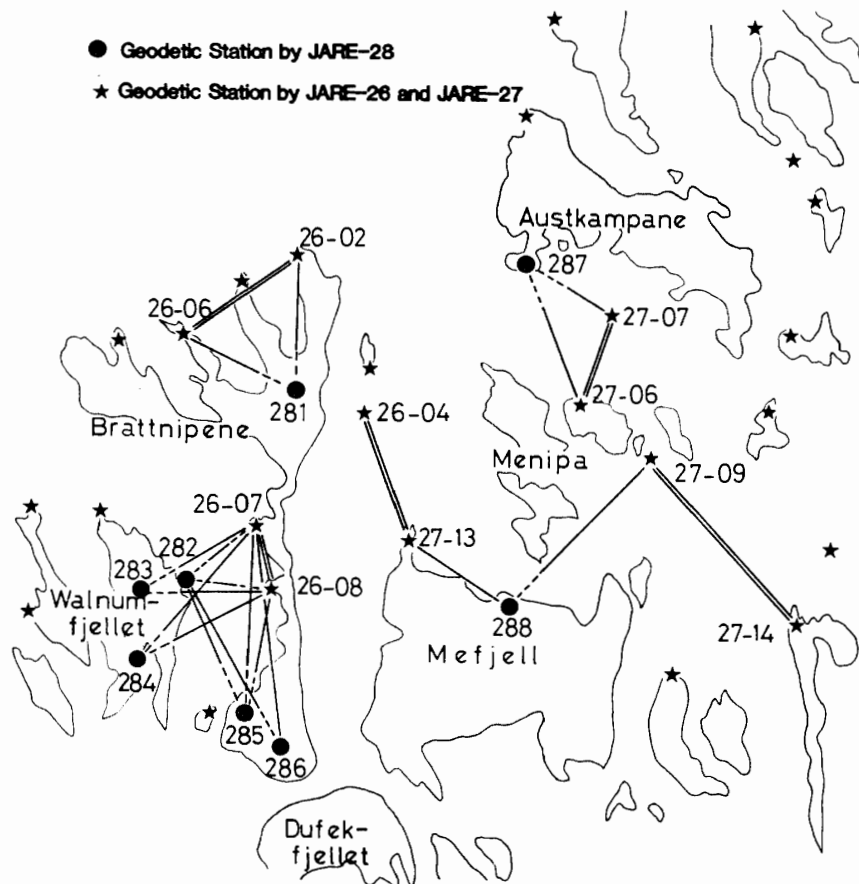 Geodetic Station by JARE-28
Geodetic Station by JARE-26 and JARE-27
Austkampane
26-02
287
26-06
27-07
281
27-06
26-04
Brattnipene
Menipa
27-09
26-07
282
27-13
283
26-08
Walnum-
fjellet
288
27-14
Mefjell
284
285
286
Dufek-
fjellet